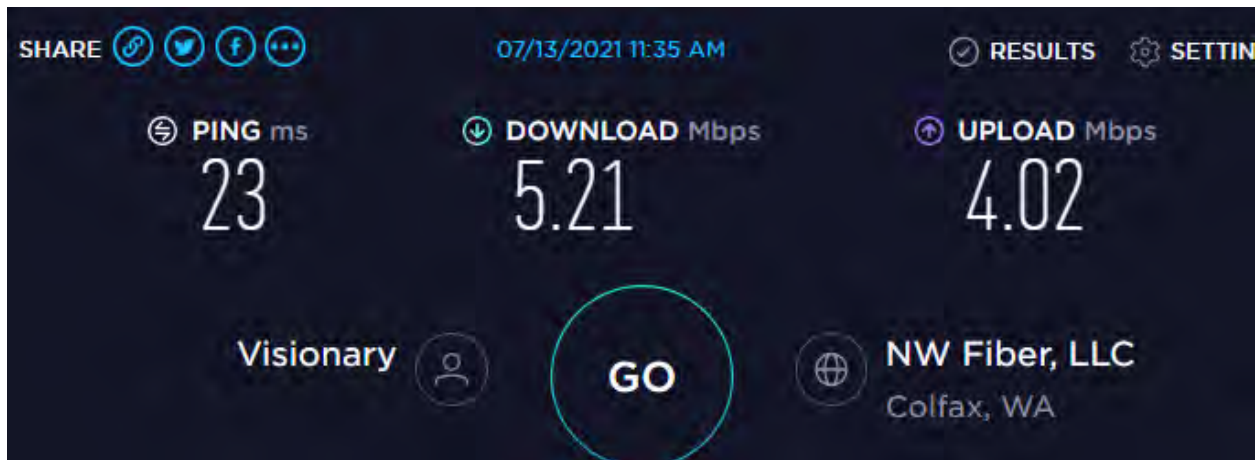 SHARE 07/13/2021 11:35 AM RESULTS SETTIN
PING ms DOWNLOAD Mbps UPLOAD Mbps
23 5.21 4.02
Visionary GO NW Fiber, LLC
Colfax, WA